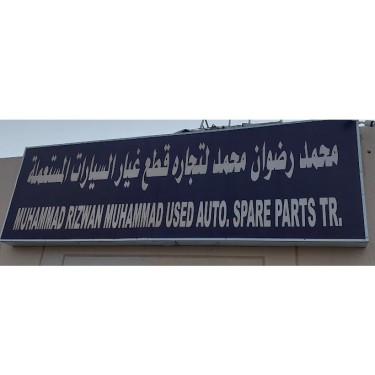 محمد رضوان محمد لتجاره قطع غيار السيارات المستعملة
MUHAMMAD RIZWAN MUHAMMAD USED AUTO. SPARE PARTS TR.